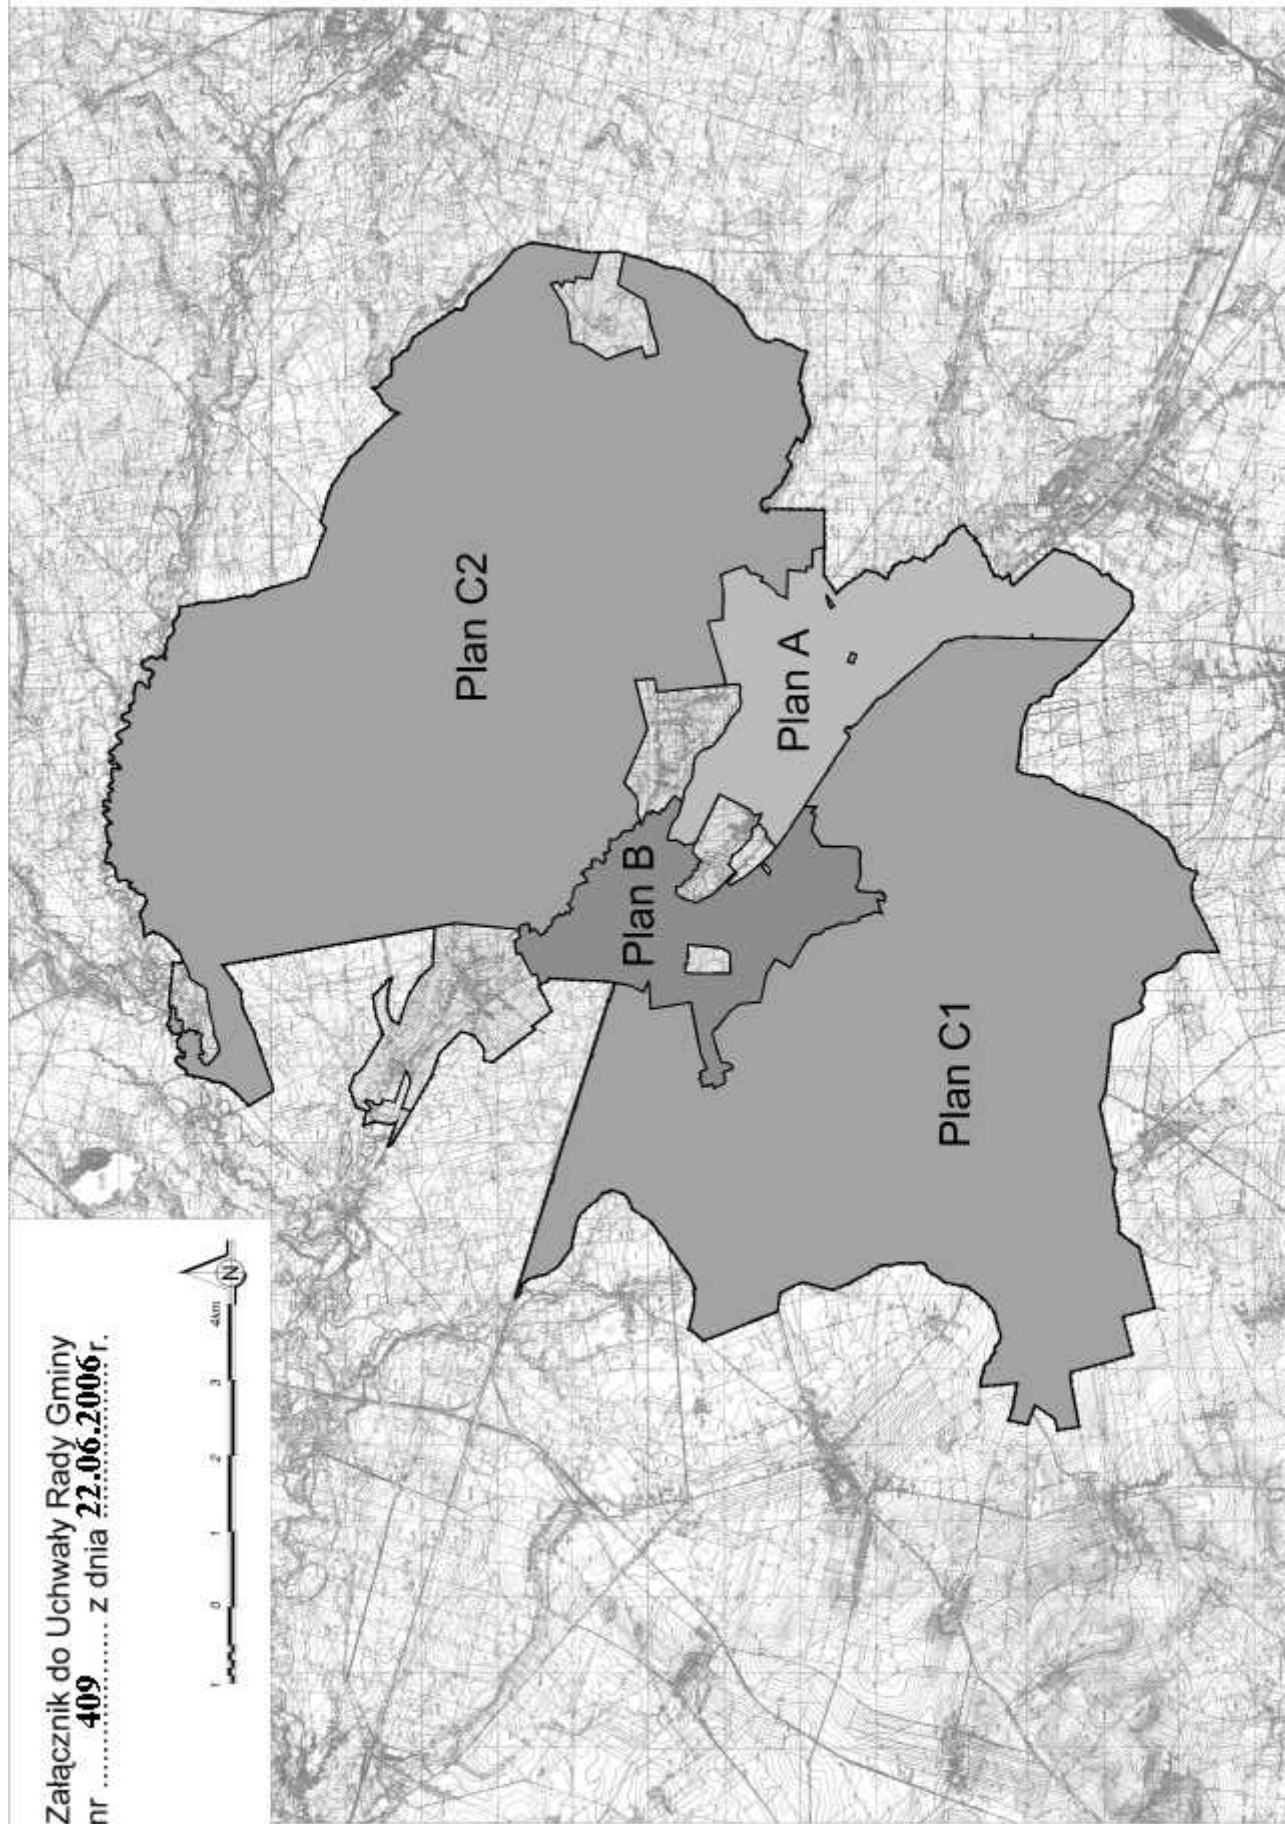 Załącznik do Uchwały Rady Gminy
nr ....409.... z dnia 22.06.2006r.
1 0 1 2 3 4km
N
Plan C2
Plan B
Plan A
Plan C1